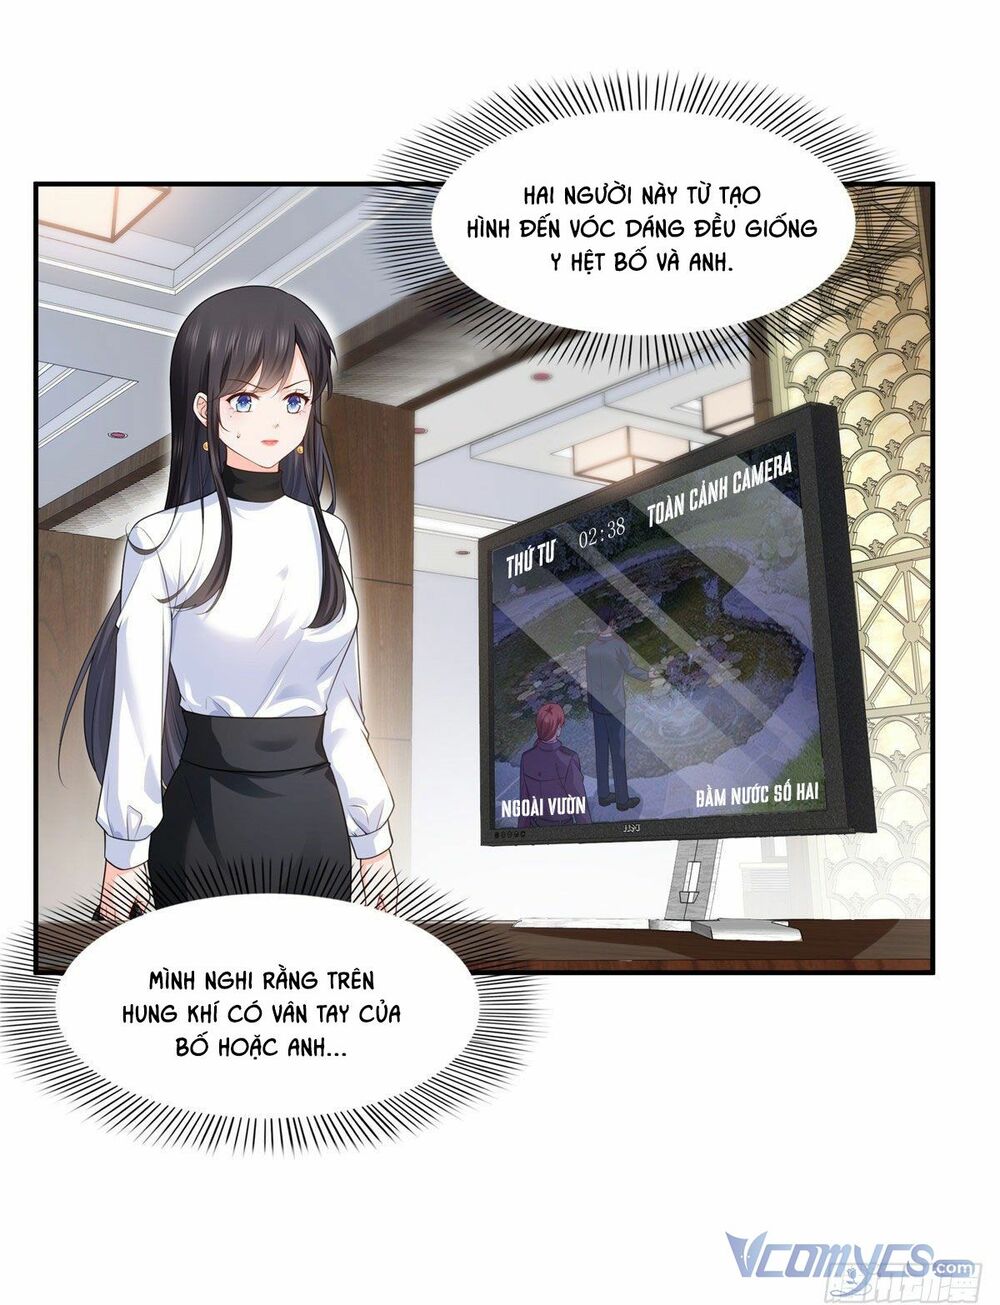 HAI NGƯỜI NÀY TỪ TẠO
HÌNH ĐẾN VÓC DÁNG ĐỀU GIỐNG
Y HỆT BỐ VÀ ANH.
TOÀN CẢNH CAMERA
THỨ TƯ 02:38
NGOÀI VƯỜN
ĐẦM NƯỚC SỐ HAI
MÌNH NGHI RẰNG TRÊN
HUNG KHÍ CÓ VÂN TAY CỦA
BỐ HOẶC ANH...
VCOMYCS.com